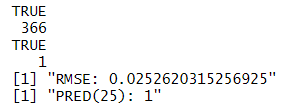 TRUE
366
TRUE
1
[1] "RMSE: 0.0252620315256925"
[1] "PRED(25): 1"